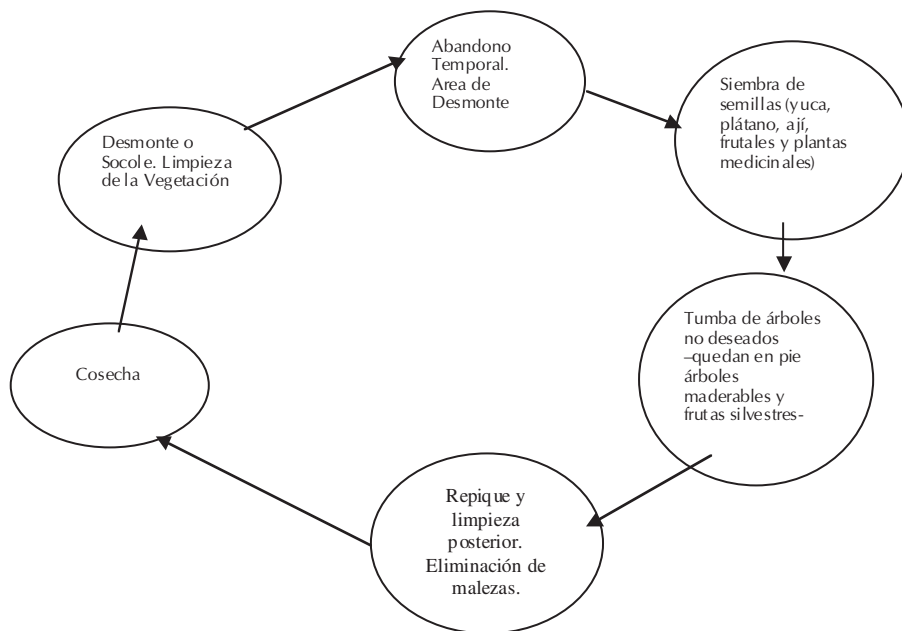 Abandono
Temporal.
Area de
Desmonte
Siembra de
semillas (yuca,
plátano, ají,
frutales y plantas
medicinales)
Desmonte o
Socole. Limpieza
de la Vegetación
Tumba de árboles
no deseados
–quedan en pie
árboles
maderables y
frutas silvestres-
Cosecha
Repique y
limpieza
posterior.
Eliminación de
malezas.